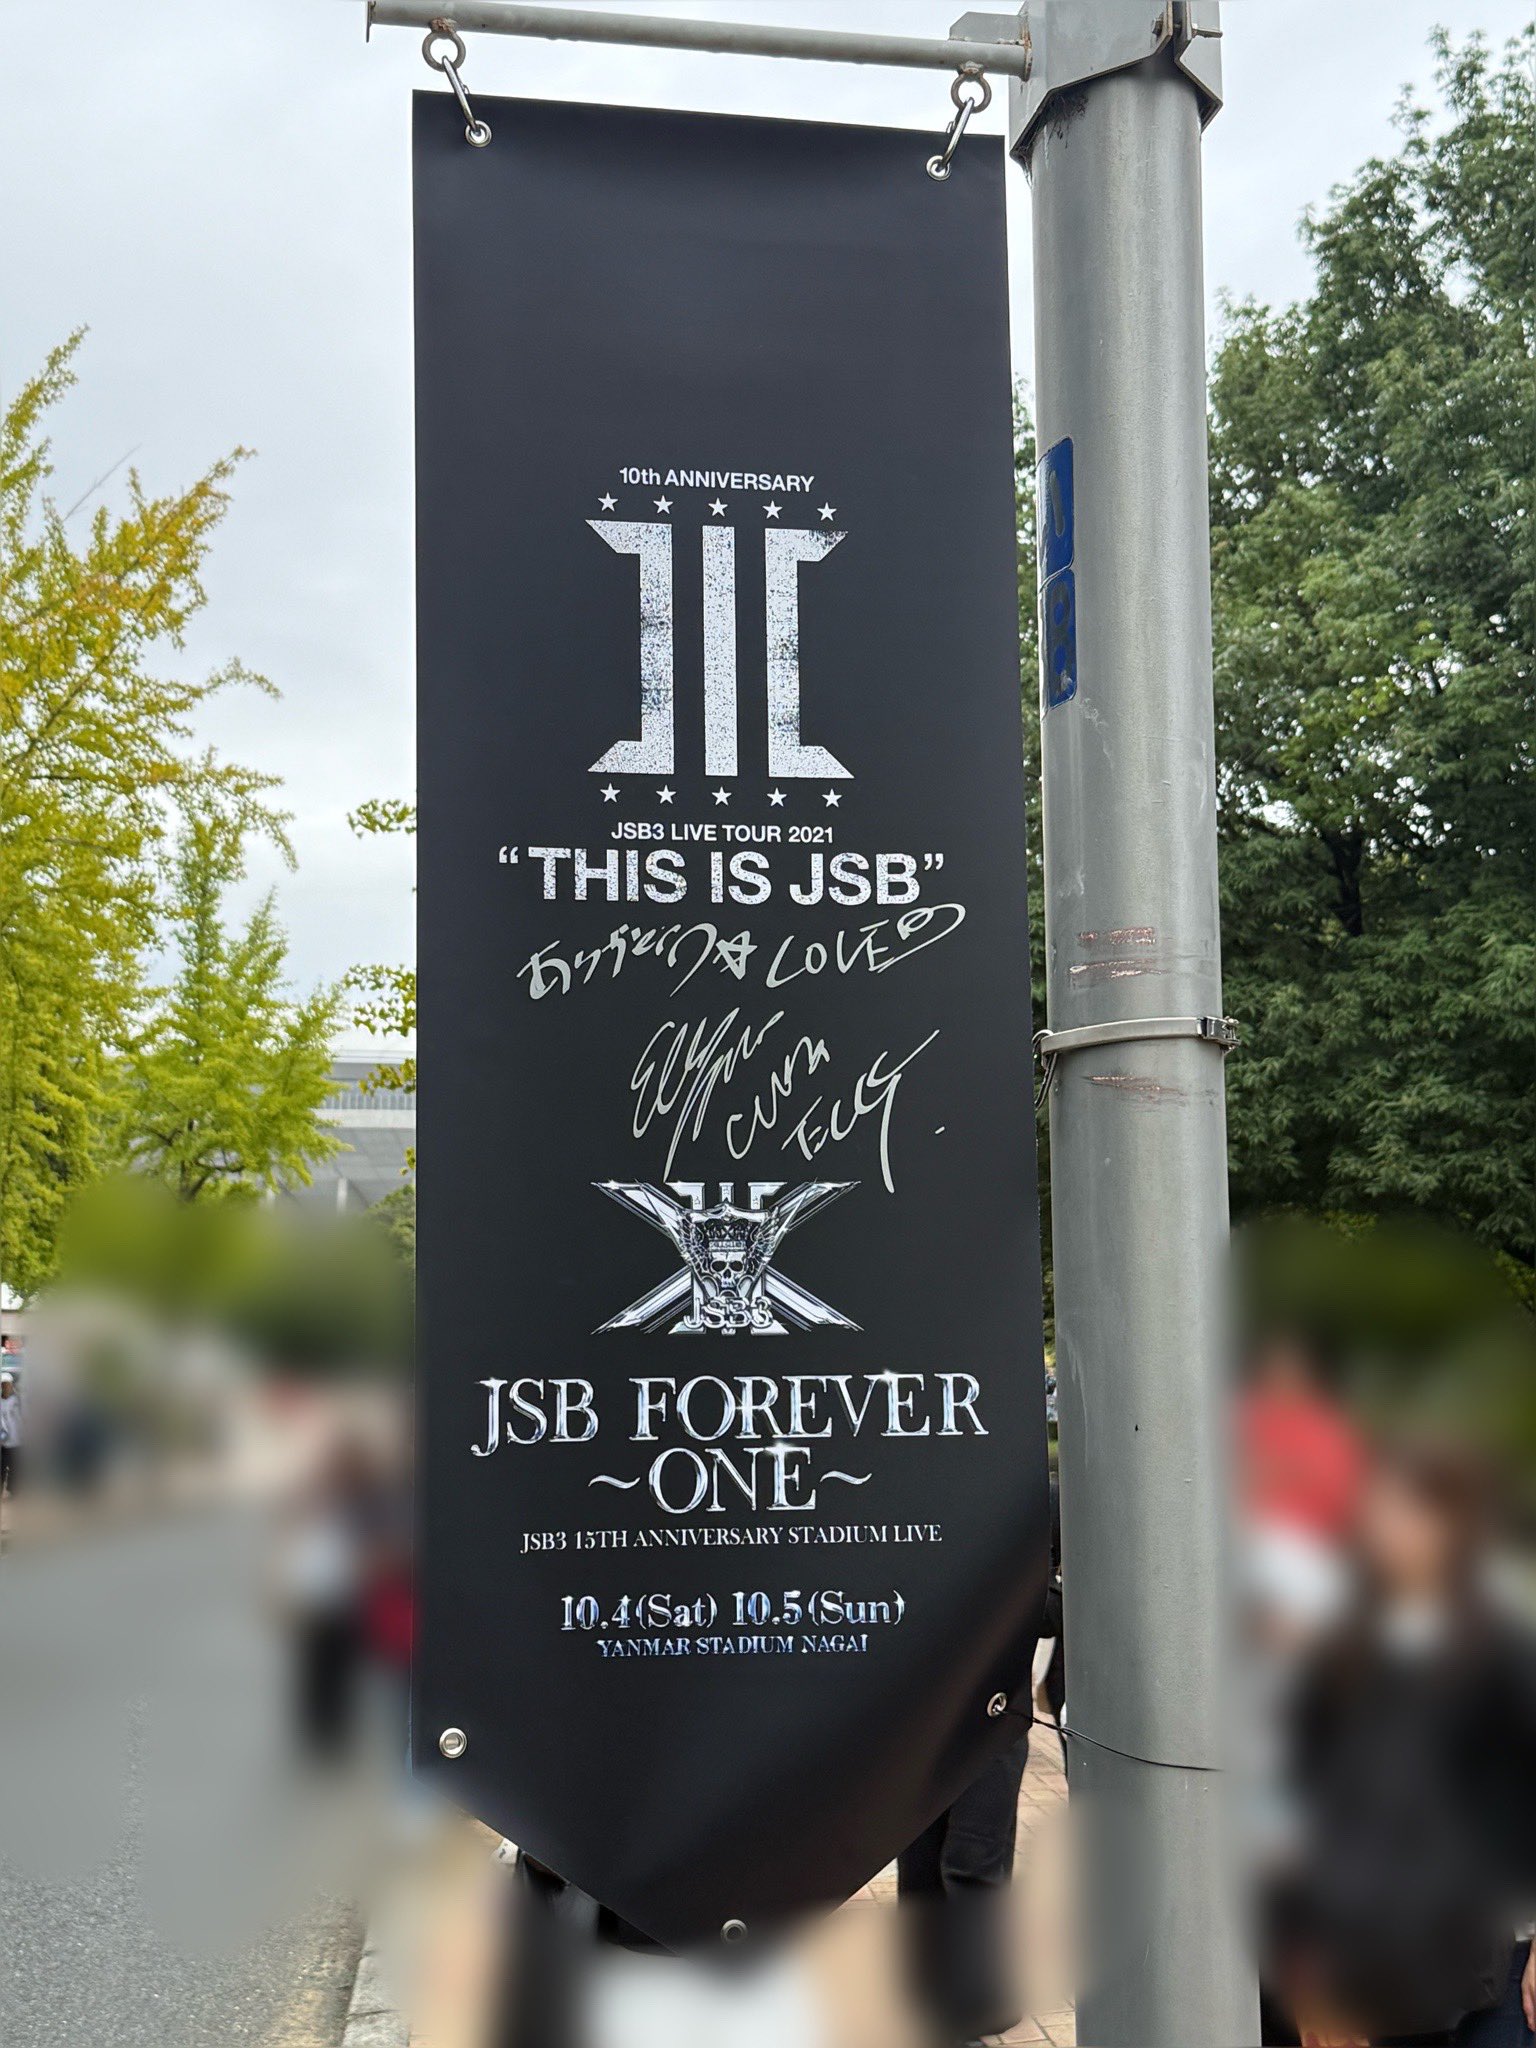 10th ANNIVERSARY
JSB3 LIVE TOUR 2021
“THIS IS JSB”
ありがとう☆ LOVE
JSB3
JSB FOREVER
~ONE~
JSB3 15TH ANNIVERSARY STADIUM LIVE
10.4(Sat) 10.5(Sun)
YANMAR STADIUM NAGAI